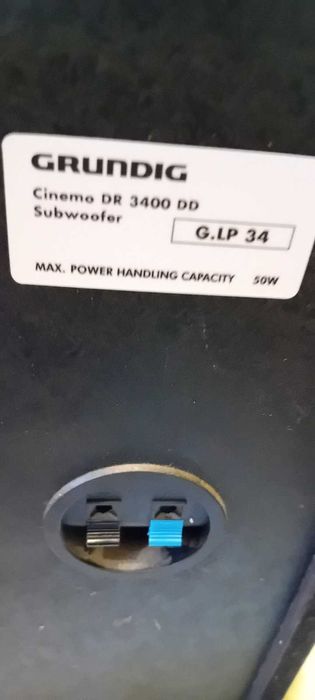 GRUNDIG
Cinemo DR 3400 DD
Subwoofer
G.LP 34
MAX. POWER HANDLING CAPACITY 50W